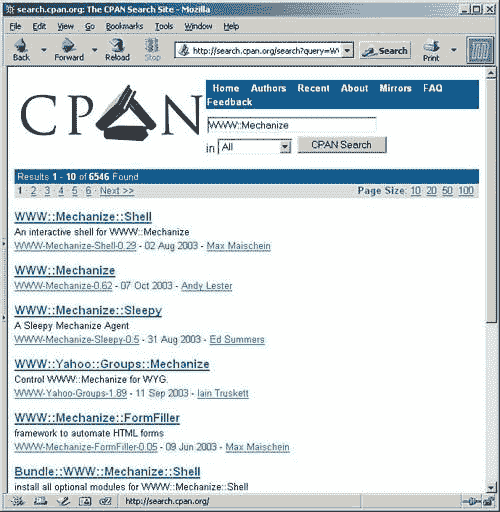 search.cpan.org: The CPAN Search Site - Mozilla
File Edit View Go Bookmarks Tools Window Help
Back Forward Reload Stop http://search.cpan.org/search?query=W Search Print
CPAN
Home Authors Recent About Mirrors FAQ
Feedback
WWW::Mechanize
in All CPAN Search
Results 1 - 10 of 6546 Found
1 · 2 · 3 · 4 · 5 · 6 · Next >> Page Size: 10 20 50 100
WWW::Mechanize::Shell
An interactive shell for WWW::Mechanize
WWW-Mechanize-Shell-0.29 - 02 Aug 2003 - Max Maischein
WWW::Mechanize
WWW-Mechanize-0.62 - 07 Oct 2003 - Andy Lester
WWW::Mechanize::Sleepy
A Sleepy Mechanize Agent
WWW-Mechanize-Sleepy-0.5 - 31 Aug 2003 - Ed Summers
WWW::Yahoo::Groups::Mechanize
Control WWW::Mechanize for WYG.
WWW-Yahoo-Groups-1.89 - 11 Sep 2003 - Iain Truskett
WWW::Mechanize::FormFiller
framework to automate HTML forms
WWW-Mechanize-FormFiller-0.05 - 09 Jun 2003 - Max Maischein
Bundle::WWW::Mechanize::Shell
install all optional modules for WWW::Mechanize::Shell
http://search.cpan.org/